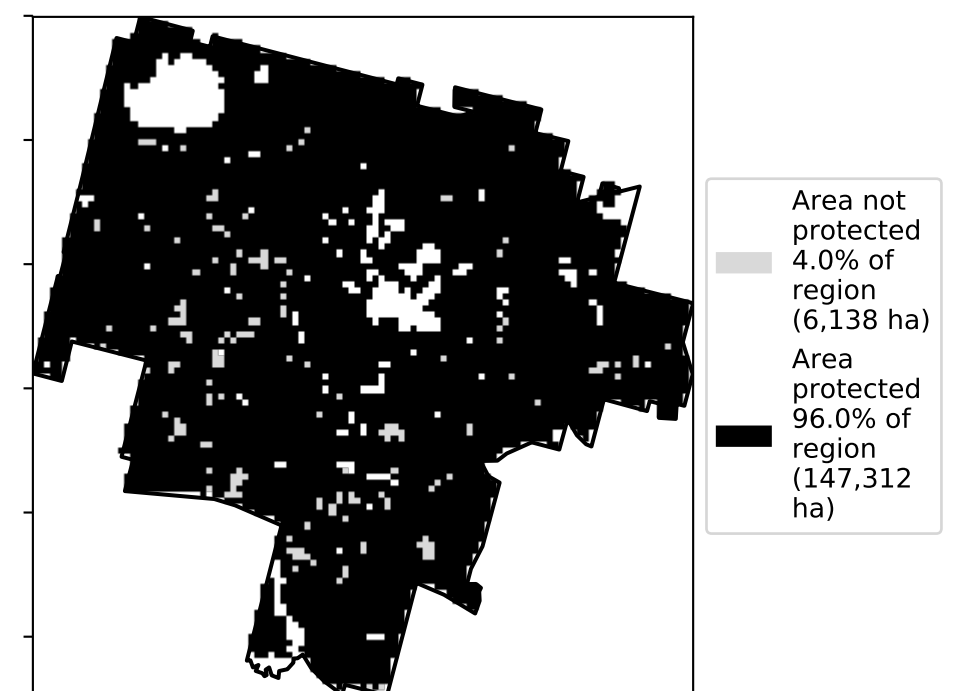 Area not
protected
4.0% of
region
(6,138 ha)
Area
protected
96.0% of
region
(147,312
ha)